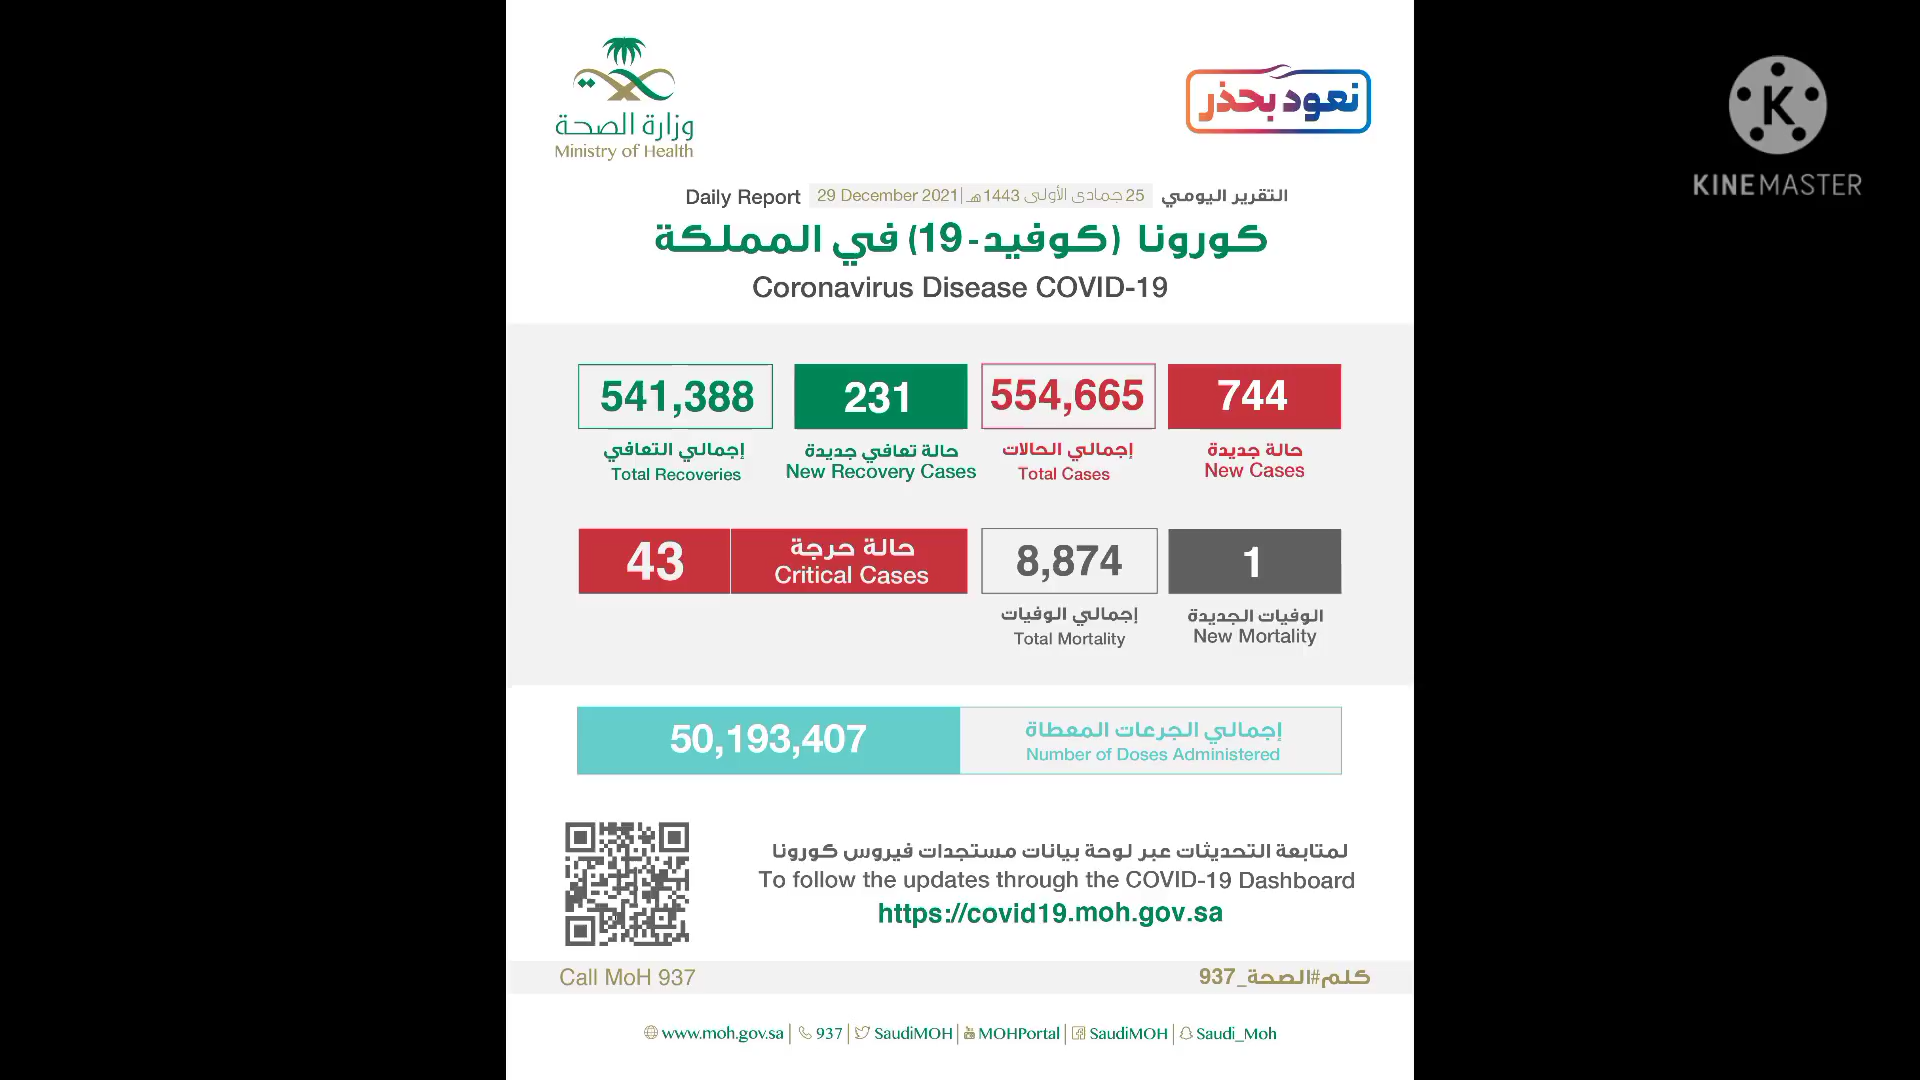 وزارة الصحة
Ministry of Health
نعود بحذر
K
KINEMASTER
Daily Report 29 December 2021 | 25 جمادى الأولى 1443هـ التقرير اليومي
كورونا (كوفيد-19) في المملكة
Coronavirus Disease COVID-19
541,388 231 554,665 744
إجمالي التعافي حالة تعافي جديدة إجمالي الحالات حالة جديدة
Total Recoveries New Recovery Cases Total Cases New Cases
43 حالة حرجة 8,874 1
Critical Cases
إجمالي الوفيات الوفيات الجديدة
Total Mortality New Mortality
50,193,407 إجمالي الجرعات المعطاة
Number of Doses Administered
لمتابعة التحديثات عبر لوحة بيانات مستجدات فيروس كورونا
To follow the updates through the COVID-19 Dashboard
https://covid19.moh.gov.sa
Call MoH 937 كلم#الصحة_937
www.moh.gov.sa | 937 | SaudiMOH | MOHPortal | SaudiMOH | Saudi_Moh